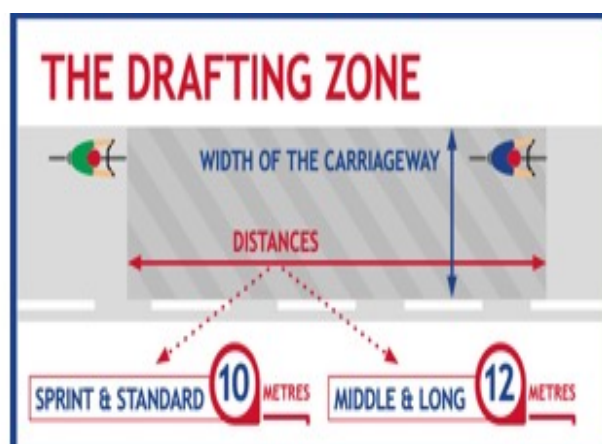 THE DRAFTING ZONE
WIDTH OF THE CARRIAGEWAY
DISTANCES
SPRINT & STANDARD 10 METRES
MIDDLE & LONG 12 METRES